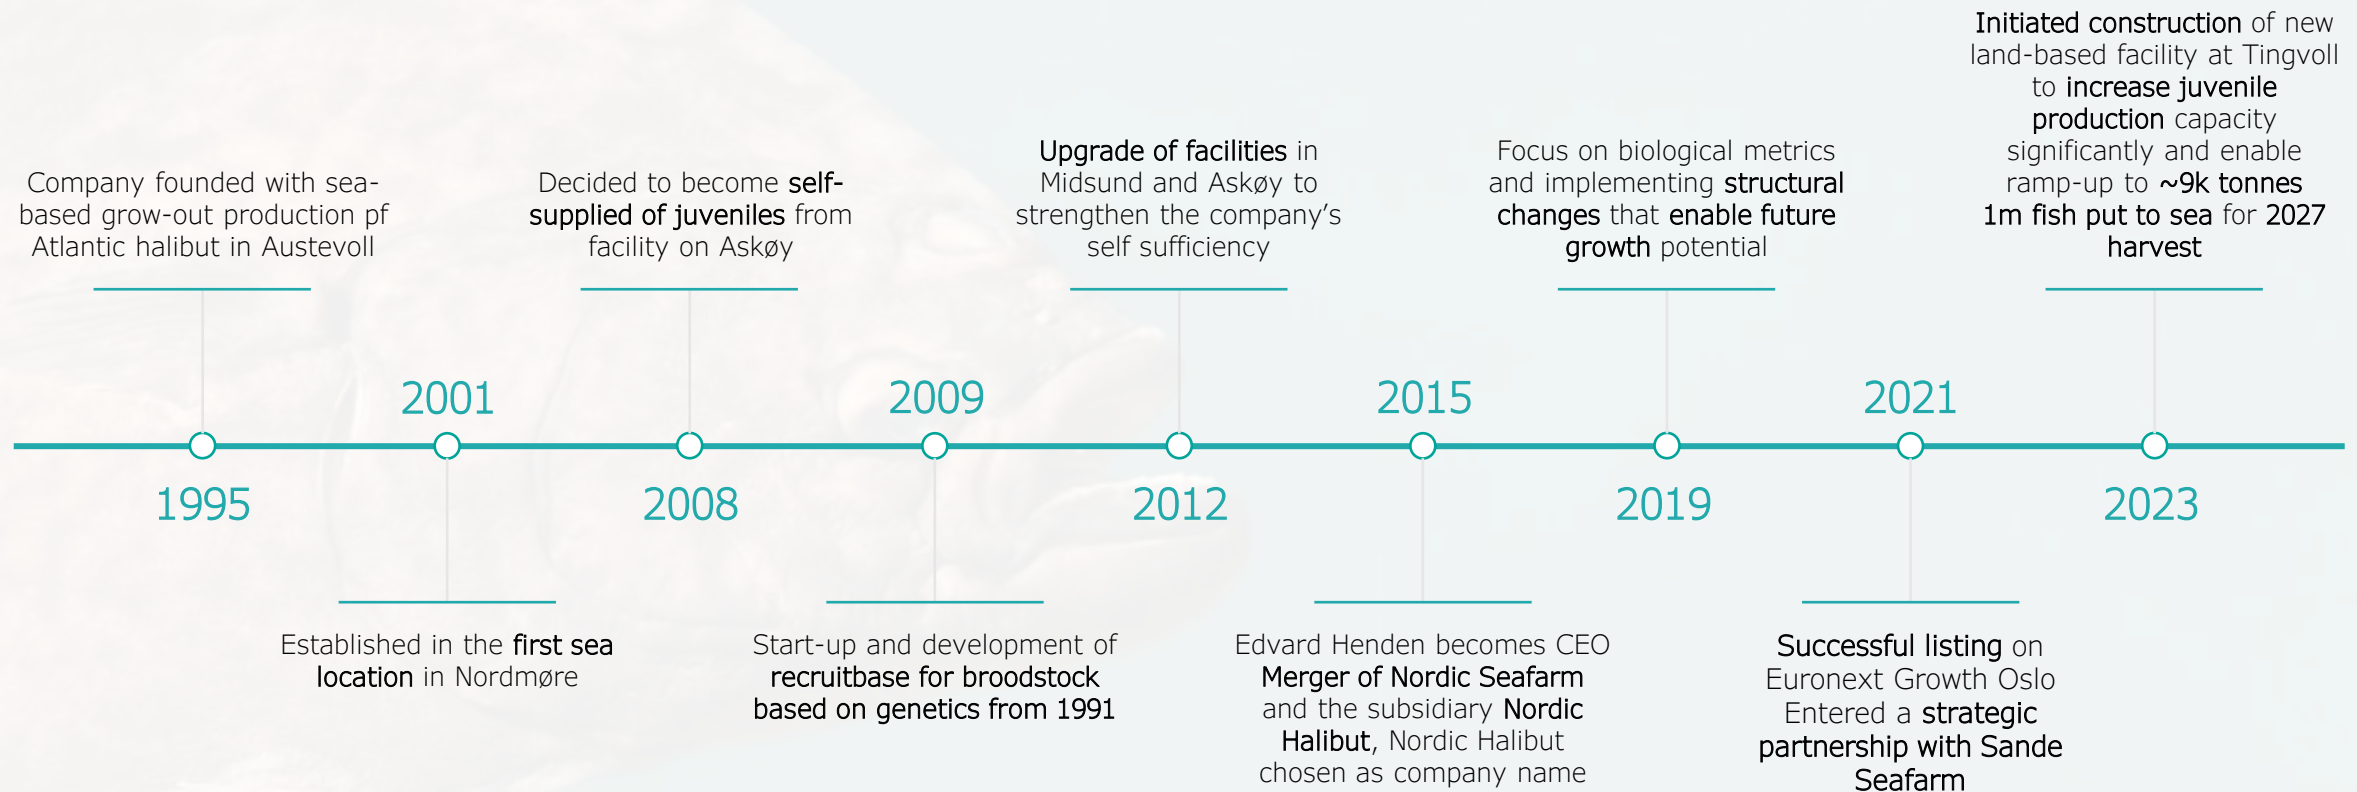 Company founded with sea-
based grow-out production pf
Atlantic halibut in Austevoll
1995
2001
Established in the first sea
location in Nordmøre
Decided to become self-
supplied of juveniles from
facility on Askøy
2008
2009
Start-up and development of
recruitbase for broodstock
based on genetics from 1991
Upgrade of facilities in
Midsund and Askøy to
strengthen the company’s
self sufficiency
2012
2015
Edvard Henden becomes CEO
Merger of Nordic Seafarm
and the subsidiary Nordic
Halibut, Nordic Halibut
chosen as company name
Focus on biological metrics
and implementing structural
changes that enable future
growth potential
2019
2021
Successful listing on
Euronext Growth Oslo
Entered a strategic
partnership with Sande
Seafarm
Initiated construction of new
land-based facility at Tingvoll
to increase juvenile
production capacity
significantly and enable
ramp-up to ~9k tonnes
1m fish put to sea for 2027
harvest
2023